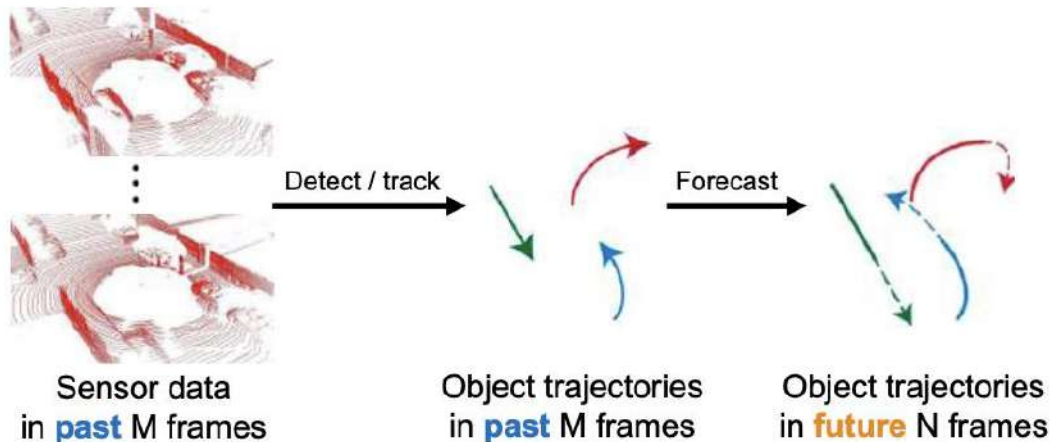 Detect / track
Forecast
Sensor data
in past M frames
Object trajectories
in past M frames
Object trajectories
in future N frames